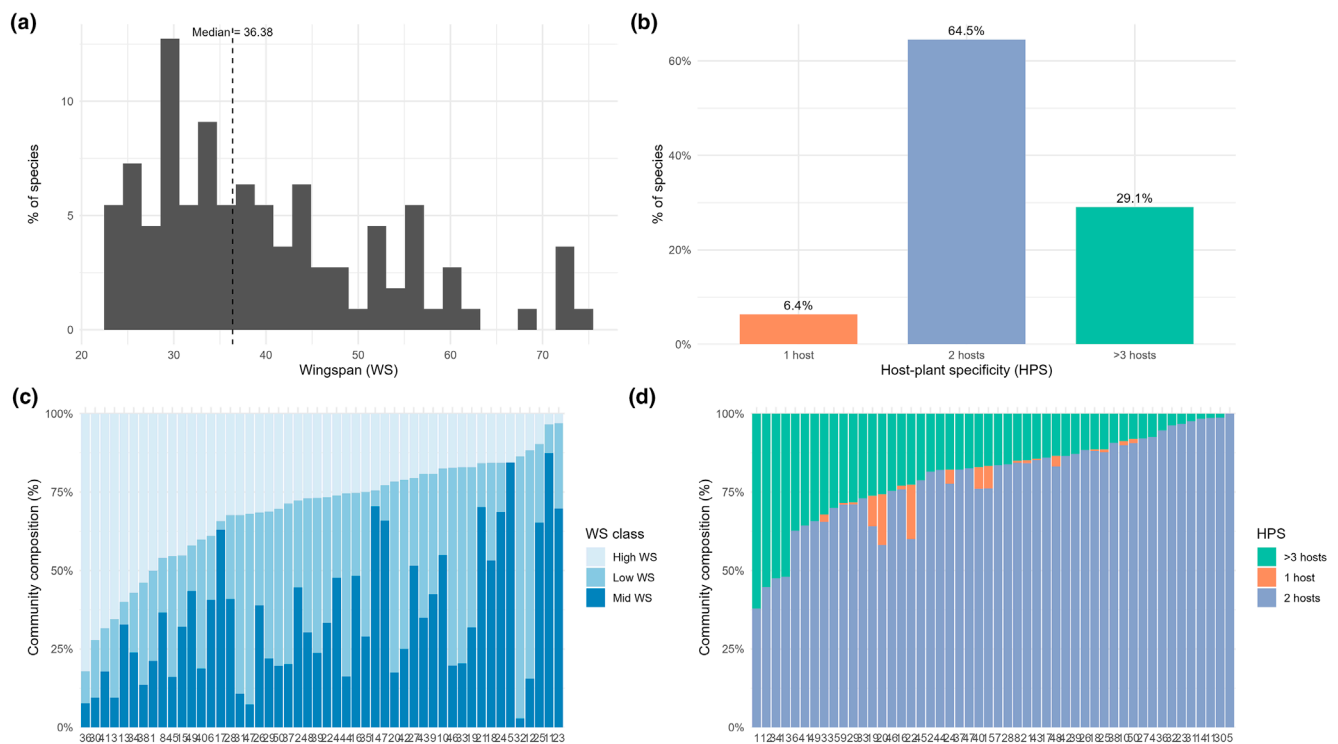 (a)
Median = 36.38
% of species
10
5
0
20 30 40 50 60 70
Wingspan (WS)
(b)
64.5%
29.1%
6.4%
% of species
60%
40%
20%
0%
1 host 2 hosts >3 hosts
Host-plant specificity (HPS)
(c)
Community composition (%)
100%
75%
50%
25%
0%
WS class
High WS
Low WS
Mid WS
(d)
Community composition (%)
100%
75%
50%
25%
0%
HPS
>3 hosts
1 host
2 hosts